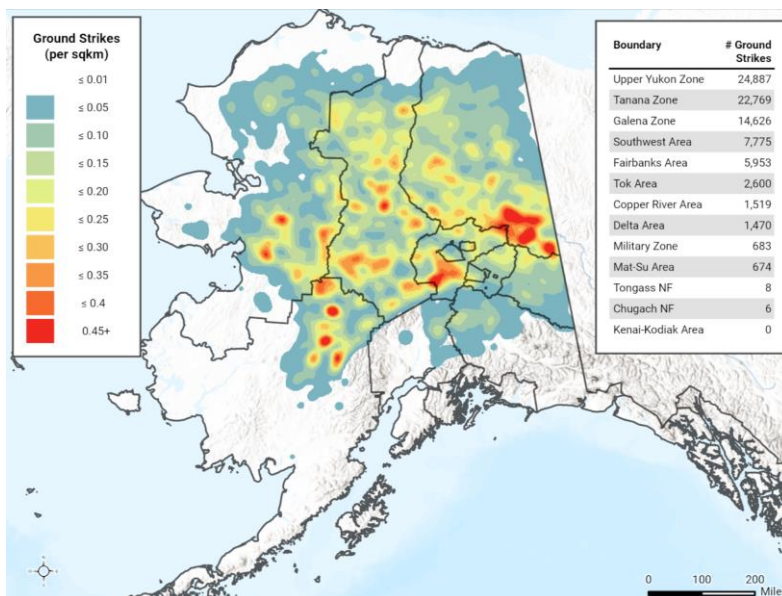 Ground Strikes
(per sqkm)
≤ 0.01
≤ 0.05
≤ 0.10
≤ 0.15
≤ 0.20
≤ 0.25
≤ 0.30
≤ 0.35
≤ 0.4
0.45+
Boundary # Ground
Strikes
Upper Yukon Zone 24,887
Tanana Zone 22,769
Galena Zone 14,626
Southwest Area 7,775
Fairbanks Area 5,953
Tok Area 2,600
Copper River Area 1,519
Delta Area 1,470
Military Zone 683
Mat-Su Area 674
Tongass NF 8
Chugach NF 6
Kenai-Kodiak Area 0
0 100 200
Mile